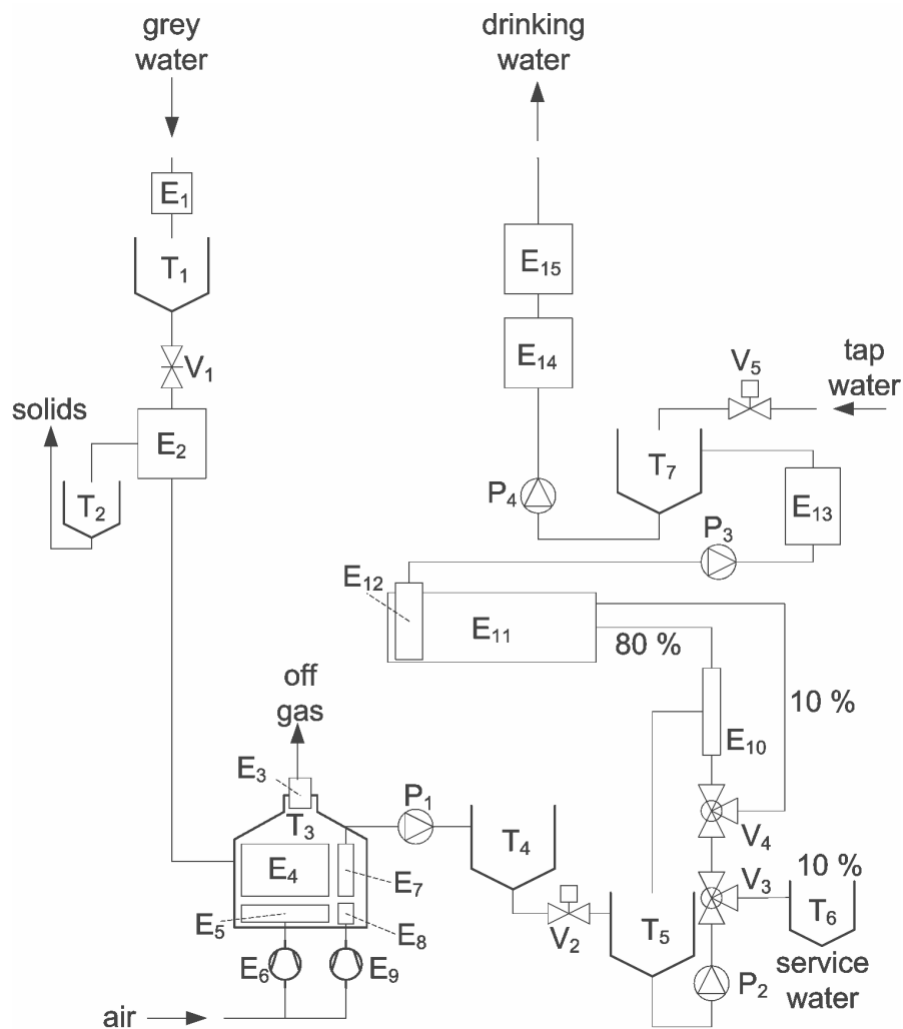 grey
water
drinking
water
E1
T1
E15
E14
V1
V5
tap
water
solids
E2
T2
T7
P4
E13
P3
E12
E11
80 %
10 %
off
gas
E10
E3
P1
T3
V4
T4
E4
E7
V3
10 %
E5
E8
V2
T5
T6
E6
E9
P2
service
water
air